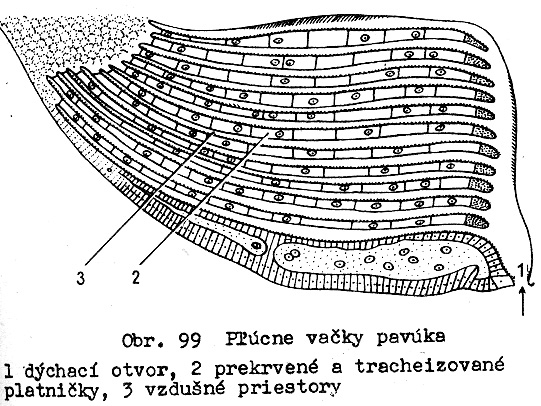 1
3 2
Obr. 99 Pľúcne vačky pavúka
1 dýchací otvor, 2 prekrvené a tracheizované
platničky, 3 vzdušné priestory